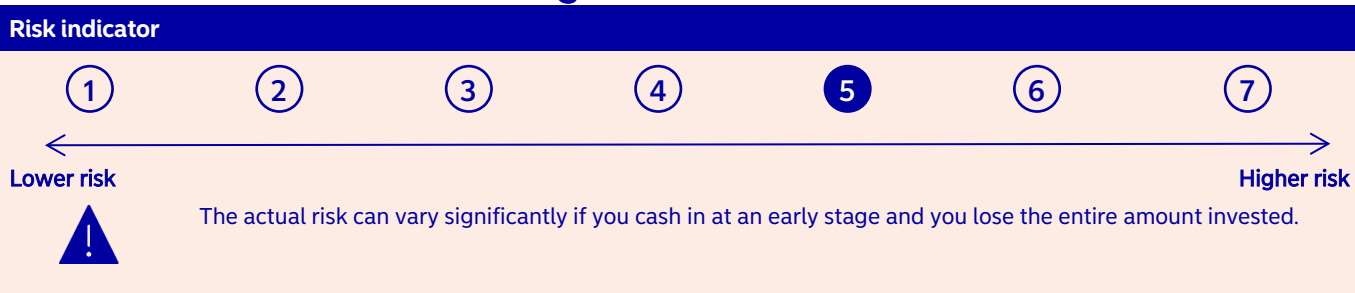 Risk indicator
1 2 3 4 5 6 7
Lower risk Higher risk
! The actual risk can vary significantly if you cash in at an early stage and you lose the entire amount invested.